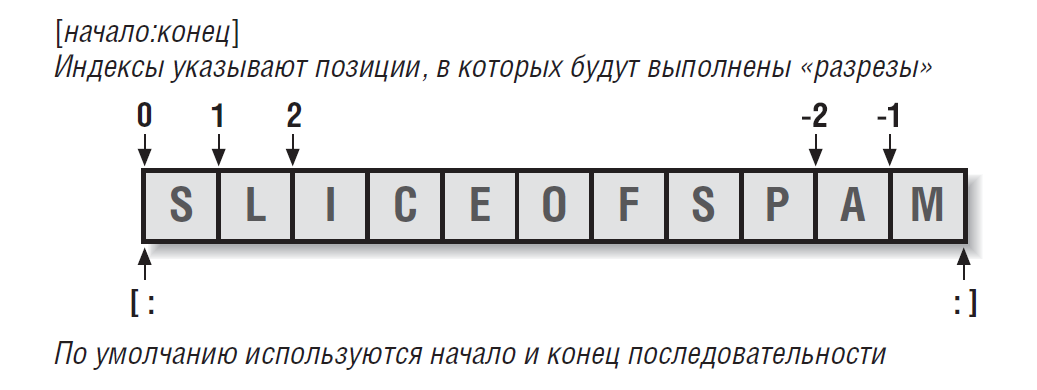 [начало:конец]
Индексы указывают позиции, в которых будут выполнены «разрезы»
0 1 2 -2 -1
S L I C E O F S P A M
[: :]
По умолчанию используются начало и конец последовательности